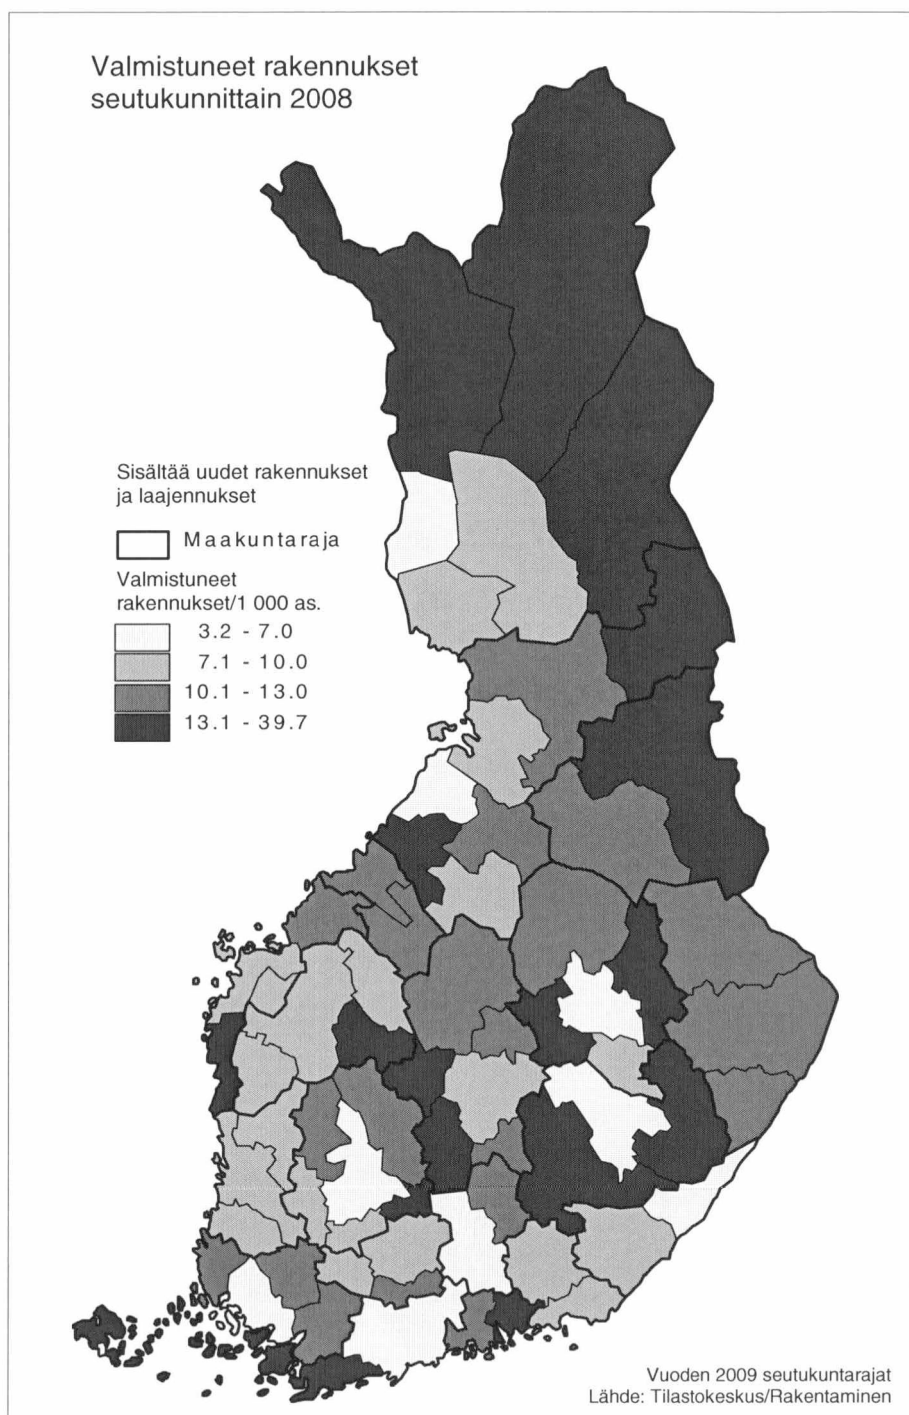 Valmistuneet rakennukset
seutukunnittain 2008
Sisältää uudet rakennukset
ja laajennukset
Maakuntaraja
Valmistuneet
rakennukset/1 000 as.
3.2 - 7.0
7.1 - 10.0
10.1 - 13.0
13.1 - 39.7
Vuoden 2009 seutukuntarajat
Lähde: Tilastokeskus/Rakentaminen